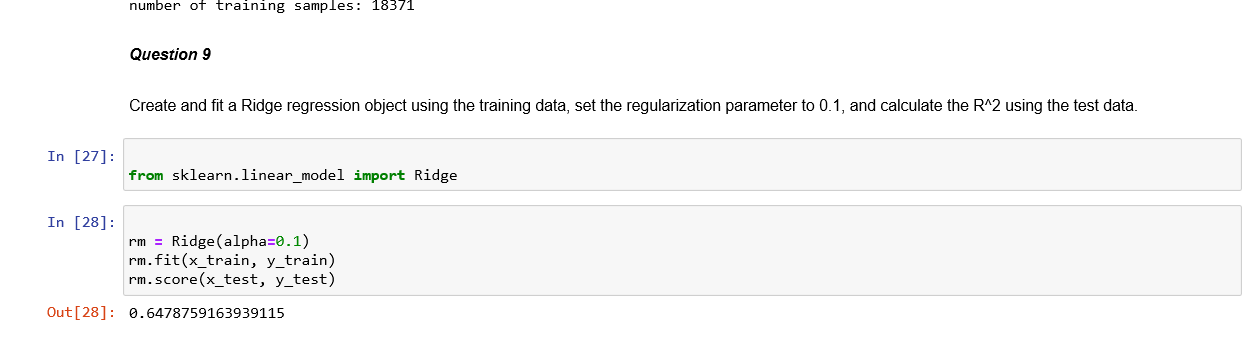 number of training samples: 18371
Question 9
Create and fit a Ridge regression object using the training data, set the regularization parameter to 0.1, and calculate the R^2 using the test data.
In [27]:
from sklearn.linear_model import Ridge
In [28]:
rm = Ridge(alpha=0.1)
rm.fit(x_train, y_train)
rm.score(x_test, y_test)
Out[28]: 0.6478759163939115